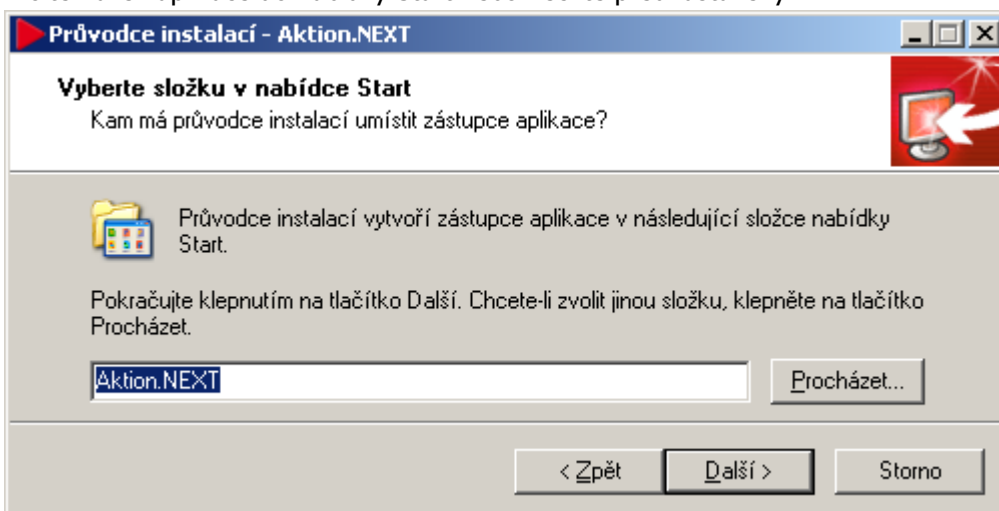 Průvodce instalací - Aktion.NEXT
Vyberte složku v nabídce Start
Kam má průvodce instalací umístit zástupce aplikace?
Průvodce instalací vytvoří zástupce aplikace v následující složce nabídky
Start.
Pokračujte klepnutím na tlačítko Další. Chcete-li zvolit jinou složku, klepněte na tlačítko
Procházet.
Aktion.NEXT
Procházet...
< Zpět
Další >
Storno